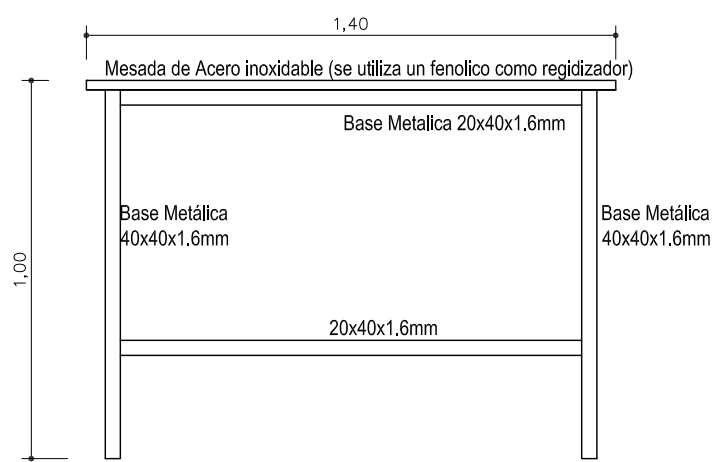 1,40
Mesada de Acero inoxidable (se utiliza un fenolico como regidizador)
Base Metalica 20x40x1.6mm
Base Metálica
40x40x1.6mm
Base Metálica
40x40x1.6mm
1,00
20x40x1.6mm